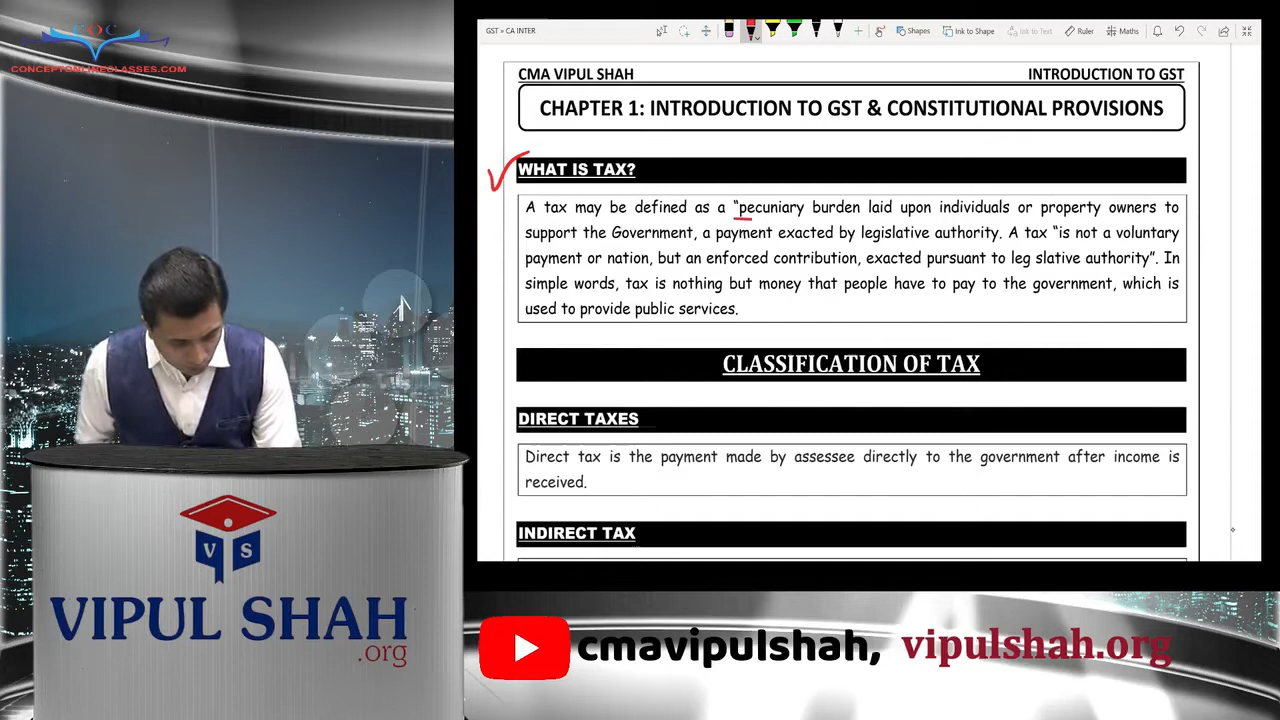 COC
CONCEPTONLINECLASSES.COM
GST > CA INTER
Shapes
Ink to Shape
Ink to Text
Ruler
Maths
CMA VIPUL SHAH
INTRODUCTION TO GST
CHAPTER 1: INTRODUCTION TO GST & CONSTITUTIONAL PROVISIONS
WHAT IS TAX?
A tax may be defined as a “pecuniary burden laid upon individuals or property owners to
support the Government, a payment exacted by legislative authority. A tax “is not a voluntary
payment or nation, but an enforced contribution, exacted pursuant to leg slative authority”. In
simple words, tax is nothing but money that people have to pay to the government, which is
used to provide public services.
CLASSIFICATION OF TAX
DIRECT TAXES
Direct tax is the payment made by assessee directly to the government after income is
received.
INDIRECT TAX
V S
VIPUL SHAH
.org
cmavipulshah, vipulshah.org